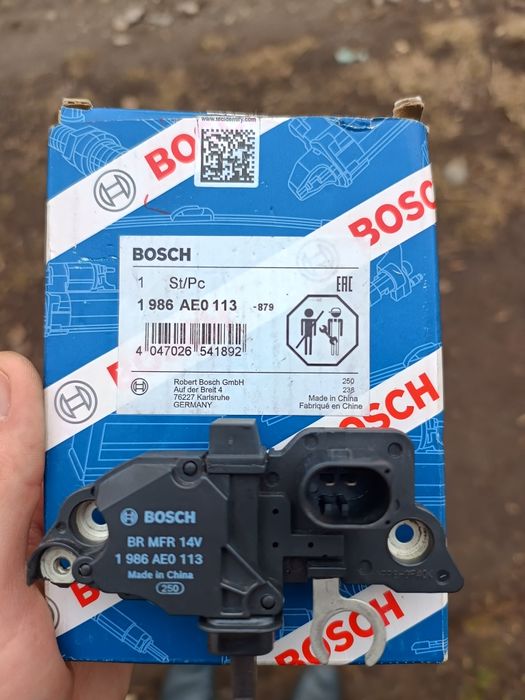 www.tecidentify.com
BO
BOSCH
BOSCH
1 St/Pc
1 986 AE0 113 -879
EAC
4 047026 541892
Robert Bosch GmbH
Auf der Breit 4
76227 Karlsruhe
GERMANY
250
238
Made in China
Fabriqué en Chine
BOSCH
BOSCH
BR MFR 14V
1 986 AE0 113
Made in China
250
BOSCH